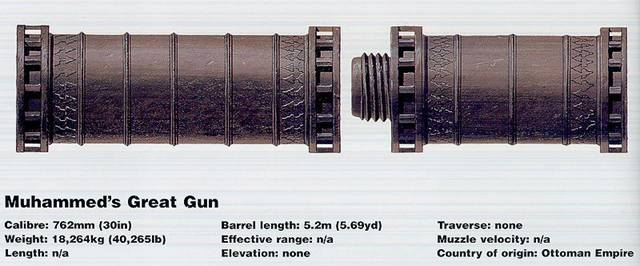 Muhammed's Great Gun
Calibre: 762mm (30in)
Weight: 18,264kg (40,265lb)
Length: n/a
Barrel length: 5.2m (5.69yd)
Effective range: n/a
Elevation: none
Traverse: none
Muzzle velocity: n/a
Country of origin: Ottoman Empire